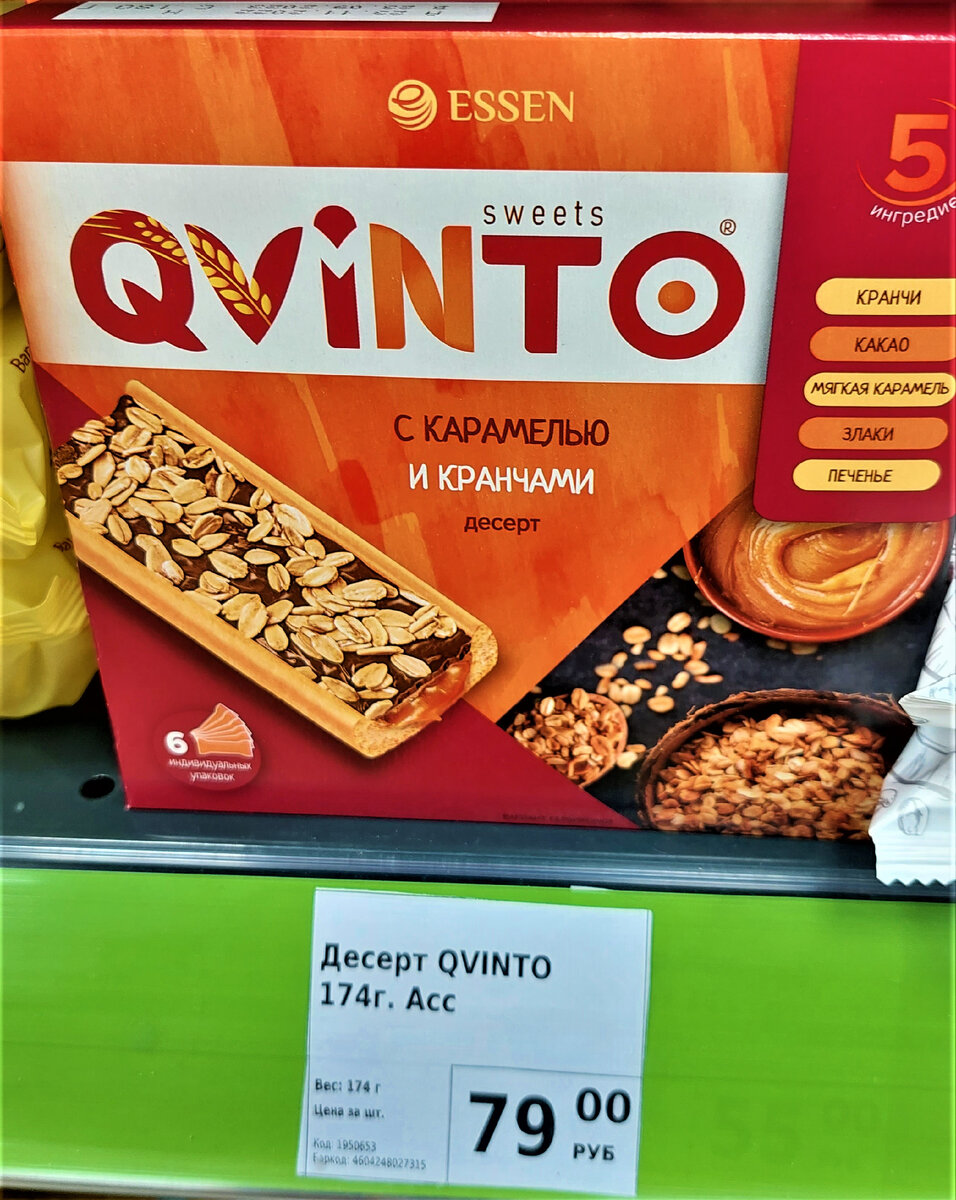 ESSEN
sweets
QVINTO®
С КАРАМЕЛЬЮ
И КРАНЧАМИ
десерт
5
ингредие
КРАНЧИ
КАКАО
МЯГКАЯ КАРАМЕЛЬ
ЗЛАКИ
ПЕЧЕНЬЕ
6
индивидуальных
упаковок
Десерт QVINTO
174г. Асс
Вес: 174 г
Цена за шт.
Код: 1950653
Баркод: 4604248027315
79 00
РУБ